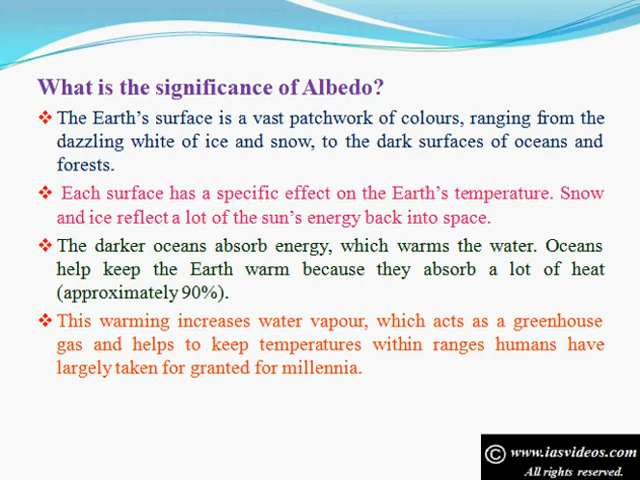 What is the significance of Albedo?
❖ The Earth's surface is a vast patchwork of colours, ranging from the
dazzling white of ice and snow, to the dark surfaces of oceans and
forests.
❖ Each surface has a specific effect on the Earth's temperature. Snow
and ice reflect a lot of the sun's energy back into space.
❖ The darker oceans absorb energy, which warms the water. Oceans
help keep the Earth warm because they absorb a lot of heat
(approximately 90%).
❖ This warming increases water vapour, which acts as a greenhouse
gas and helps to keep temperatures within ranges humans have
largely taken for granted for millennia.
© www.iasvideos.com
All rights reserved.